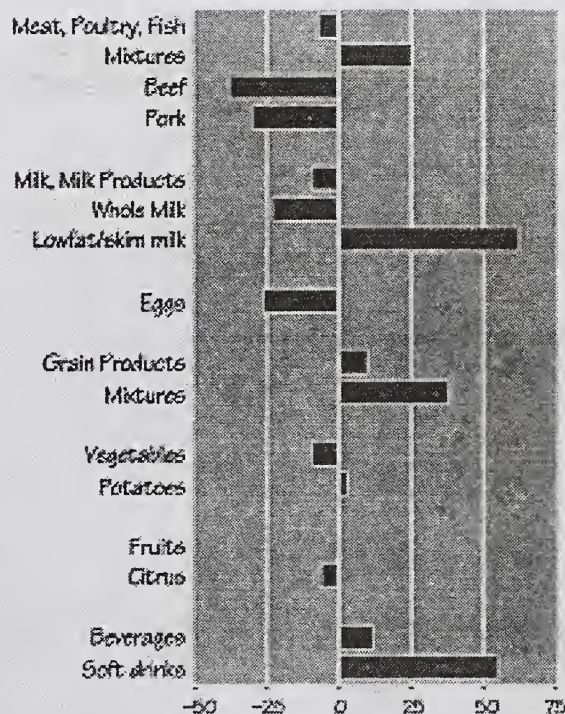 Meat, Poultry, Fish
Mixtures
Beef
Pork
Milk, Milk Products
Whole Milk
Lowfat/skim milk
Eggs
Grain Products
Mixtures
Vegetables
Potatoes
Fruits
Citrus
Beverages
Soft drinks
-50 -25 0 25 50 75